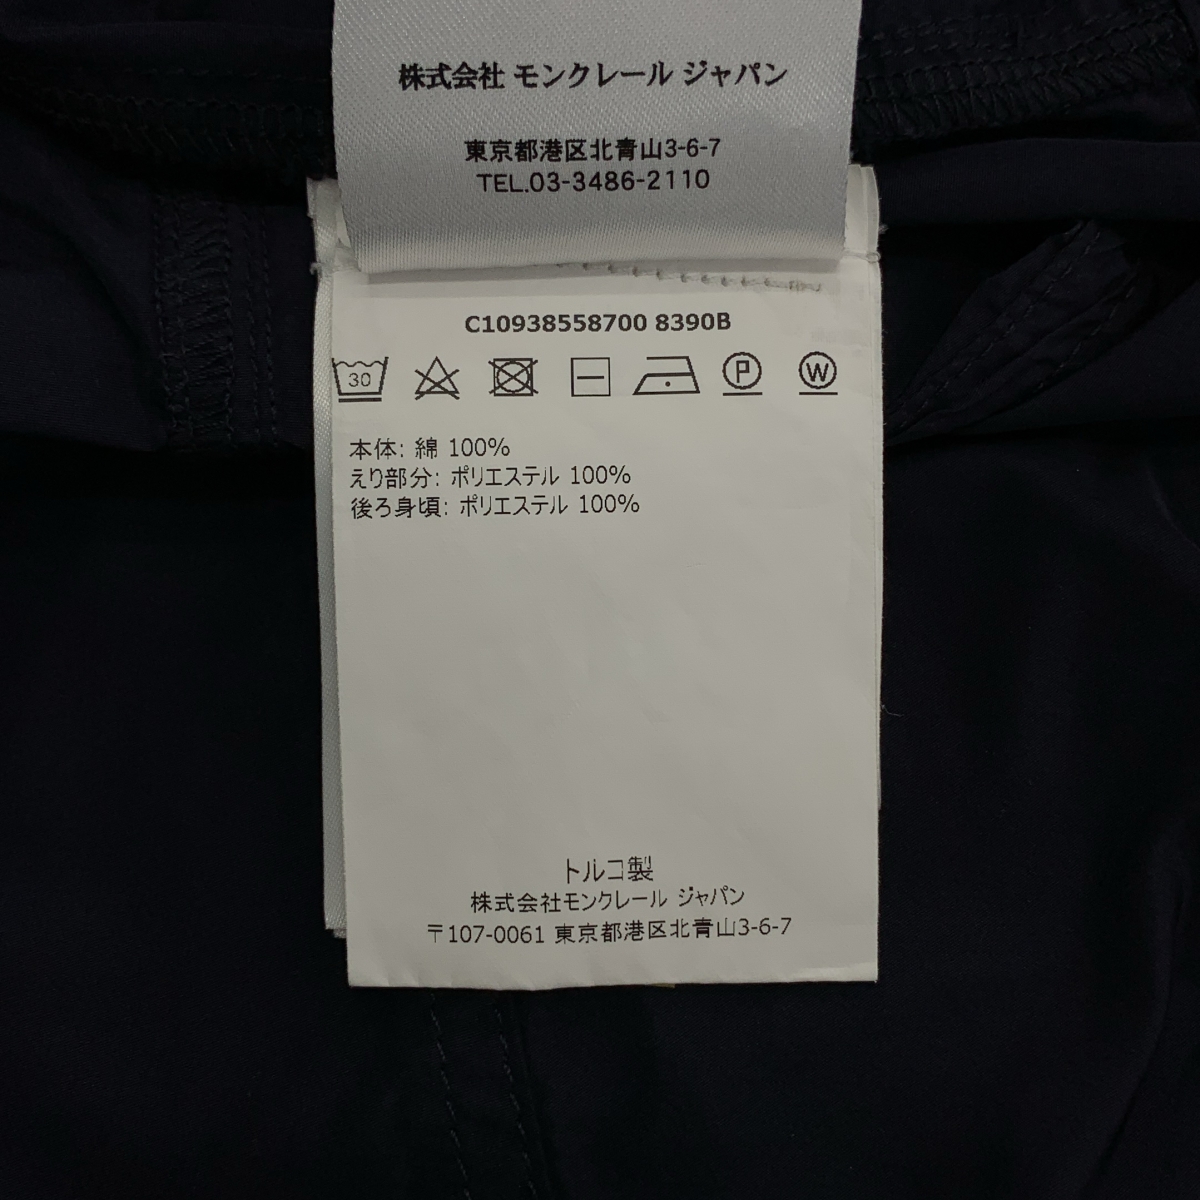 株式会社 モンクレール ジャパン
東京都港区北青山3-6-7
TEL.03-3486-2110
C10938558700 8390B
30 P W
本体: 綿 100%
えり部分: ポリエステル 100%
後ろ身頃: ポリエステル 100%
トルコ製
株式会社モンクレール ジャパン
〒107-0061 東京都港区北青山3-6-7